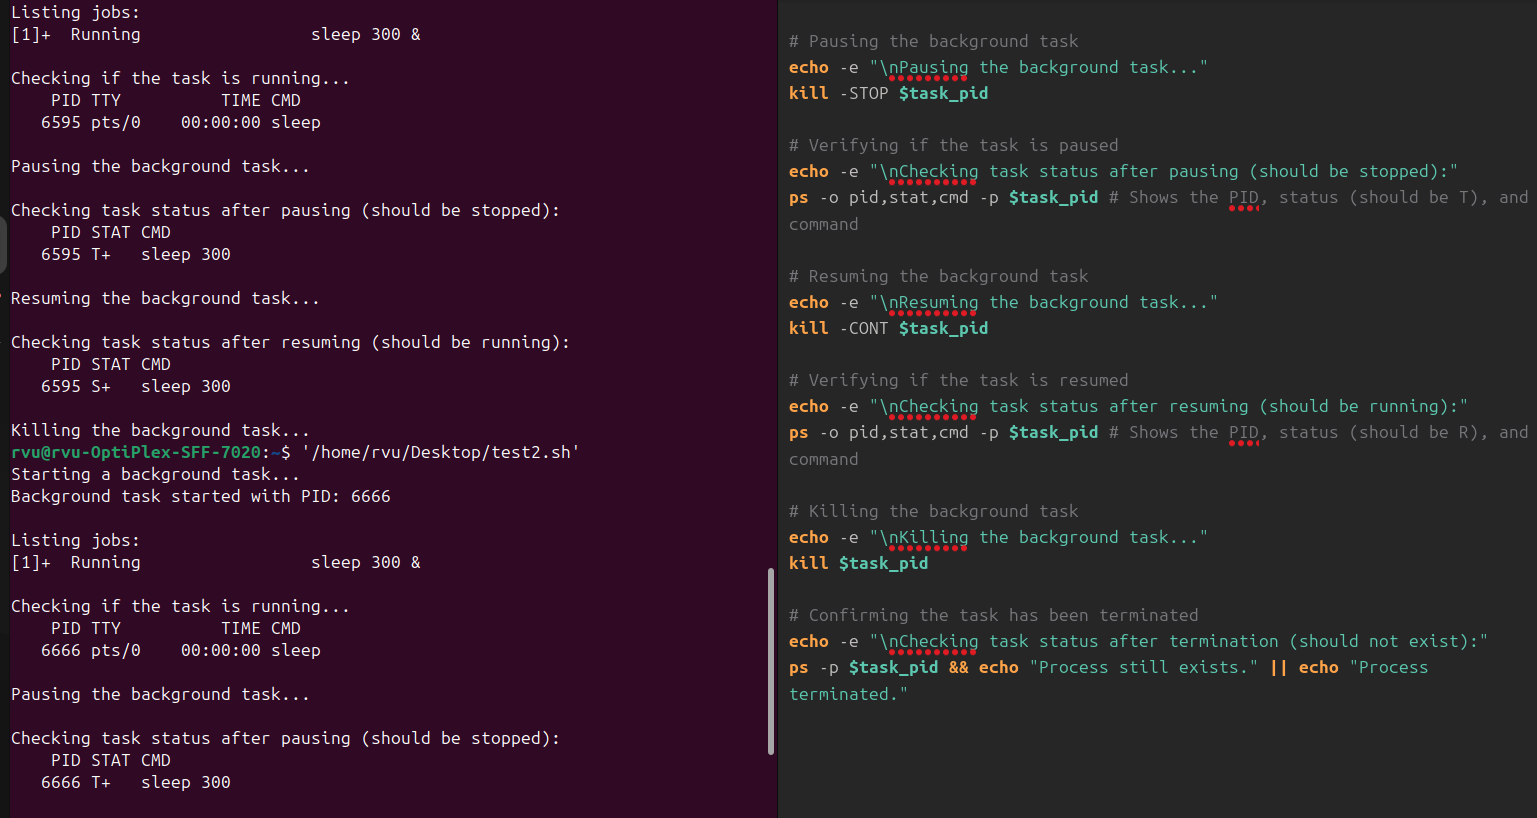 Listing jobs:
[1]+  Running                 sleep 300 &
Checking if the task is running...
    PID TTY          TIME CMD
   6595 pts/0    00:00:00 sleep
Pausing the background task...
Checking task status after pausing (should be stopped):
    PID STAT CMD
   6595 T+   sleep 300
Resuming the background task...
Checking task status after resuming (should be running):
    PID STAT CMD
   6595 S+   sleep 300
Killing the background task...
rvu@rvu-OptiPlex-SFF-7020:~$ '/home/rvu/Desktop/test2.sh'
Starting a background task...
Background task started with PID: 6666
Listing jobs:
[1]+  Running                 sleep 300 &
Checking if the task is running...
    PID TTY          TIME CMD
   6666 pts/0    00:00:00 sleep
Pausing the background task...
Checking task status after pausing (should be stopped):
    PID STAT CMD
   6666 T+   sleep 300
# Pausing the background task
echo -e "\nPausing the background task..."
kill -STOP $task_pid
# Verifying if the task is paused
echo -e "\nChecking task status after pausing (should be stopped):"
ps -o pid,stat,cmd -p $task_pid # Shows the PID, status (should be T), and
command
# Resuming the background task
echo -e "\nResuming the background task..."
kill -CONT $task_pid
# Verifying if the task is resumed
echo -e "\nChecking task status after resuming (should be running):"
ps -o pid,stat,cmd -p $task_pid # Shows the PID, status (should be R), and
command
# Killing the background task
echo -e "\nKilling the background task..."
kill $task_pid
# Confirming the task has been terminated
echo -e "\nChecking task status after termination (should not exist):"
ps -p $task_pid && echo "Process still exists." || echo "Process
terminated."